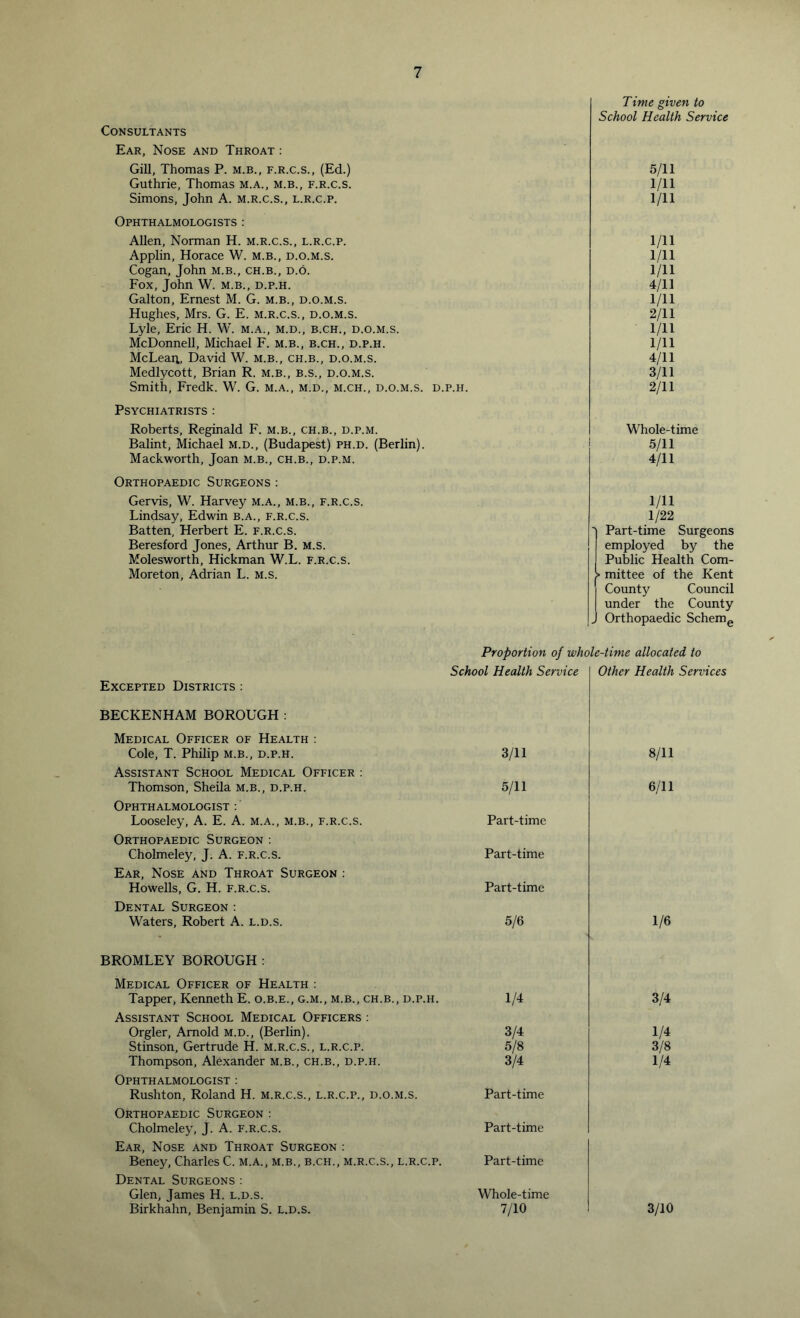 7
Time given to
School Health Service
CONSULTANTS
EAR, NOSE AND THROAT :
Gill, Thomas P. M.B., F.R.C.S., (Ed.) 5/11
Guthrie, Thomas M.A., M.B., F.R.C.S. 1/11
Simons, John A. M.R.C.S., L.R.C.P. 1/11
OPHTHALMOLOGISTS :
Allen, Norman H. M.R.C.S., L.R.C.P. 1/11
Applin, Horace W. M.B., D.O.M.S. 1/11
Cogan, John M.B., CH.B., D.O. 1/11
Fox, John W. M.B., D.P.H. 4/11
Galton, Ernest M. G. M.B., D.O.M.S. 1/11
Hughes, Mrs. G. E. M.R.C.S., D.O.M.S. 2/11
Lyle, Eric H. W. M.A., M.D., B.CH., D.O.M.S. 1/11
McDonnell, Michael F. M.B., B.CH., D.P.H. 1/11
McLean, David W. M.B., CH.B., D.O.M.S. 4/11
Medlycott, Brian R. M.B., B.S., D.O.M.S. 3/11
Smith, Fredk. W. G. M.A., M.D., M.CH., D.O.M.S. D.P.H. 2/11
PSYCHIATRISTS :
Roberts, Reginald F. M.B., CH.B., D.P.M. Whole-time
Balint, Michael M.D., (Budapest) PH.D. (Berlin). 5/11
Mackworth, Joan M.B., CH.B., D.P.M. 4/11
ORTHOPAEDIC SURGEONS :
Gervis, W. Harvey M.A., M.B., F.R.C.S. 1/11
Lindsay, Edwin B.A., F.R.C.S. 1/22
Batten, Herbert E. F.R.C.S. Part-time Surgeons
Beresford Jones, Arthur B. M.S. employed by the
Molesworth, Hickman W.L. F.R.C.S. Public Health Com-
Moreton, Adrian L. M.S. mittee of the Kent
County Council
under the County
Orthopaedic Scheme
Proportion of whole-time allocated to
School Health Service Other Health Services
EXCEPTED DISTRICTS :
BECKENHAM BOROUGH :
MEDICAL OFFICER OF HEALTH :
Cole, T. Philip M.B., D.P.H. 3/11 8/11
ASSISTANT SCHOOL MEDICAL OFFICER :
Thomson, Sheila M.B., D.P.H. 5/11 6/11
OPHTHALMOLOGIST :
Looseley, A. E. A. M.A., M.B., F.R.C.S. Part-time
ORTHOPAEDIC SURGEON :
Cholmeley, J. A. F.R.C.S. Part-time
EAR, NOSE AND THROAT SURGEON :
Howells, G. H. F.R.C.S. Part-time
DENTAL SURGEON :
Waters, Robert A. L.D.S. 5/6 1/6
BROMLEY BOROUGH :
MEDICAL OFFICER OF HEALTH :
Tapper, Kenneth E. O.B.E., G.M., M.B., CH.B., D.P.H. 1/4 3/4
ASSISTANT SCHOOL MEDICAL OFFICERS :
Orgler, Arnold M.D., (Berlin). 3/4 1/4
Stinson, Gertrude H. M.R.C.S., L.R.C.P. 5/8 3/8
Thompson, Alexander M.B., CH.B., D.P.H. 3/4 1/4
OPHTHALMOLOGIST :
Rushton, Roland H. M.R.C.S., L.R.C.P., D.O.M.S. Part-time
ORTHOPAEDIC SURGEON :
Cholmeley, J. A. F.R.C.S. Part-time
EAR, NOSE AND THROAT SURGEON :
Beney, Charles C. M.A., M.B., B.CH., M.R.C.S., L.R.C.P. Part-time
DENTAL SURGEONS :
Glen, James H. L.D.S. Whole-time
Birkhahn, Benjamin S. L.D.S. 7/10 3/10